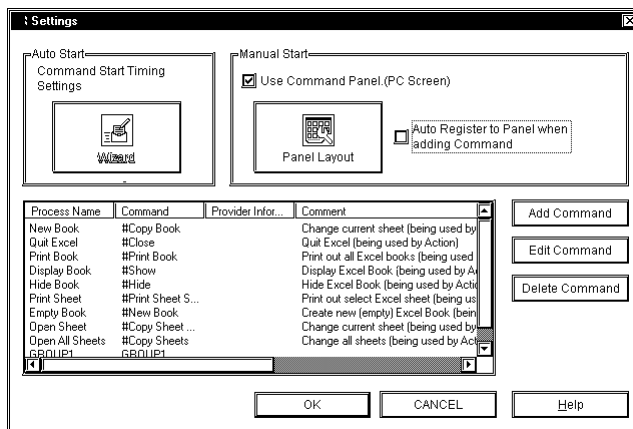 Settings
Auto Start
Command Start Timing
Settings
Wizard
Manual Start
Use Command Panel.(PC Screen)
Panel Layout
Auto Register to Panel when
adding Command
Process Name Command Provider Infor... Comment
New Book #Copy Book Change current sheet (being used by
Quit Excel #Close Quit Excel (being used by Action)
Print Book #Print Book Print out all Excel books (being used
Display Book #Show Display Excel Book (being used by A
Hide Book #Hide Hide Excel Book (being used by Actio
Print Sheet #Print Sheet S... Print out select Excel sheet (being us
Empty Book #New Book Create new (empty) Excel Book (bein
Open Sheet #Copy Sheet ... Change current sheet (being used by
Open All Sheets #Copy Sheets Change all sheets (being used by Act
GROUP1 GROUP1
Add Command
Edit Command
Delete Command
OK
CANCEL
Help